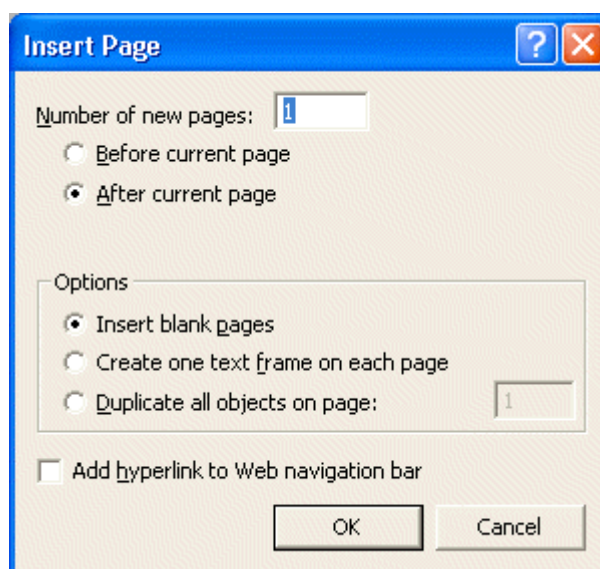 Insert Page
Number of new pages: 1
Before current page
After current page
Options
Insert blank pages
Create one text frame on each page
Duplicate all objects on page: 1
Add hyperlink to Web navigation bar
OK Cancel